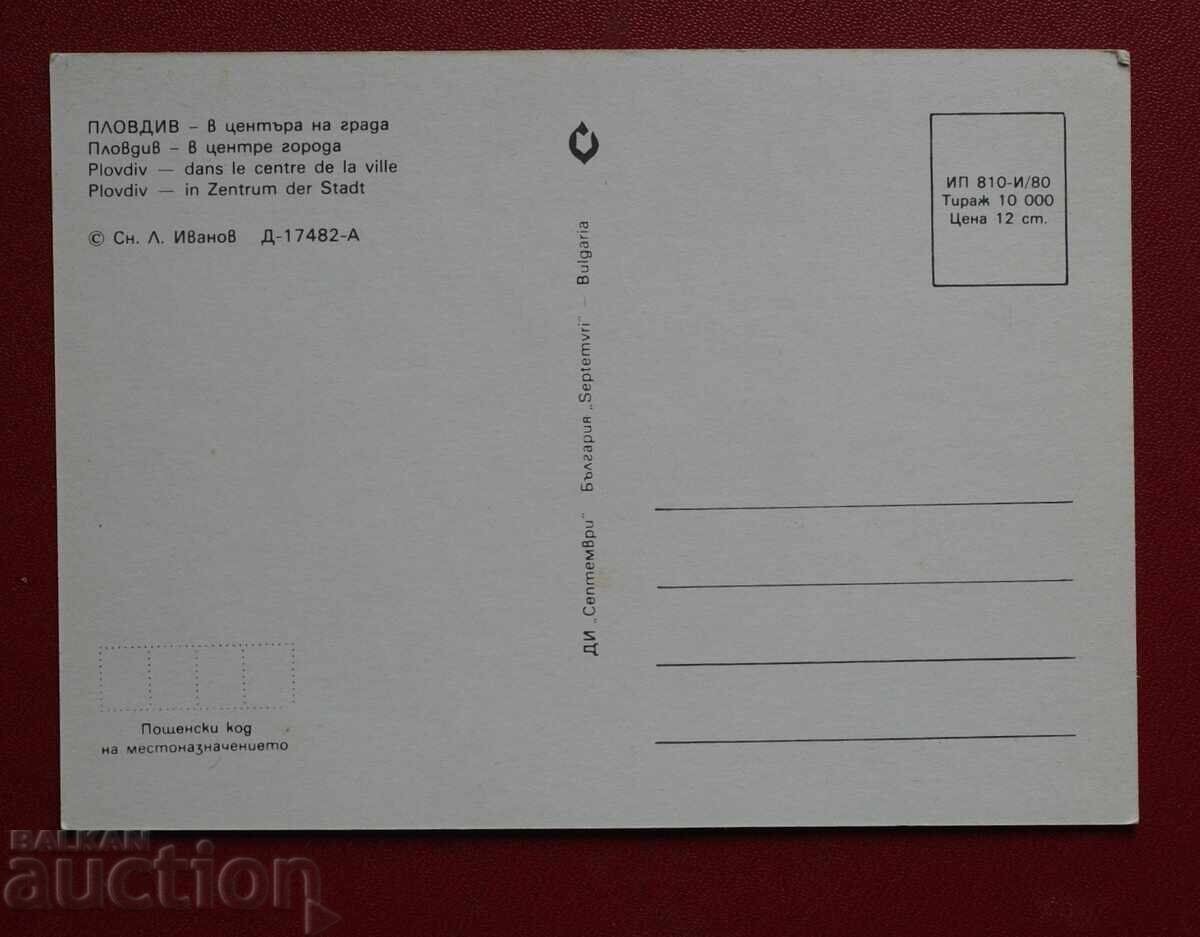 ПЛОВДИВ – в центъра на града
Пловдив – в центре города
Plovdiv — dans le centre de la ville
Plovdiv — in Zentrum der Stadt
© Сн. Л. Иванов Д-17482-А
ДИ „Септември“ България „Septemvri“ – Bulgaria
ИП 810-И/80
Тираж 10 000
Цена 12 ст.
Пощенски код
на местоназначението
BALKAN
auction